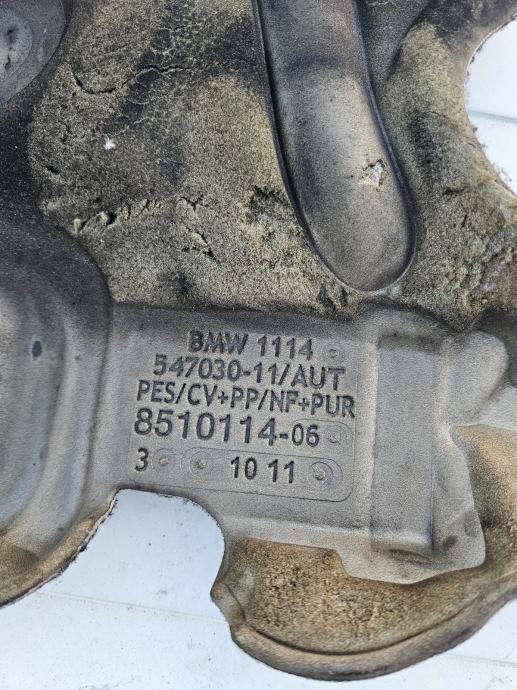 BMW 1114
547030-11/AUT
PES/CV+PP/NF+PUR
8510114-06
3 10 11